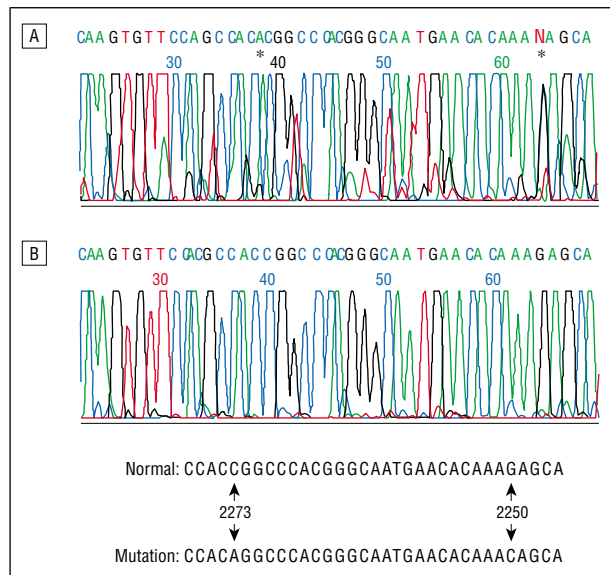 A CAAGTGTTCCAGCCACACGGCCCACGGGCAATGAACACAAANAGCA
30 * 40 50 60 *
B CAAGTGTTCCACGCCACCGGCCCACGGGCAATGAACACAAAGAGCA
30 40 50 60
Normal: CCACCGGCCCACGGGCAATGAACACAAAGAGCA
2273 2250
Mutation: CCACAGGCCCACGGGCAATGAACACAAACAGCA